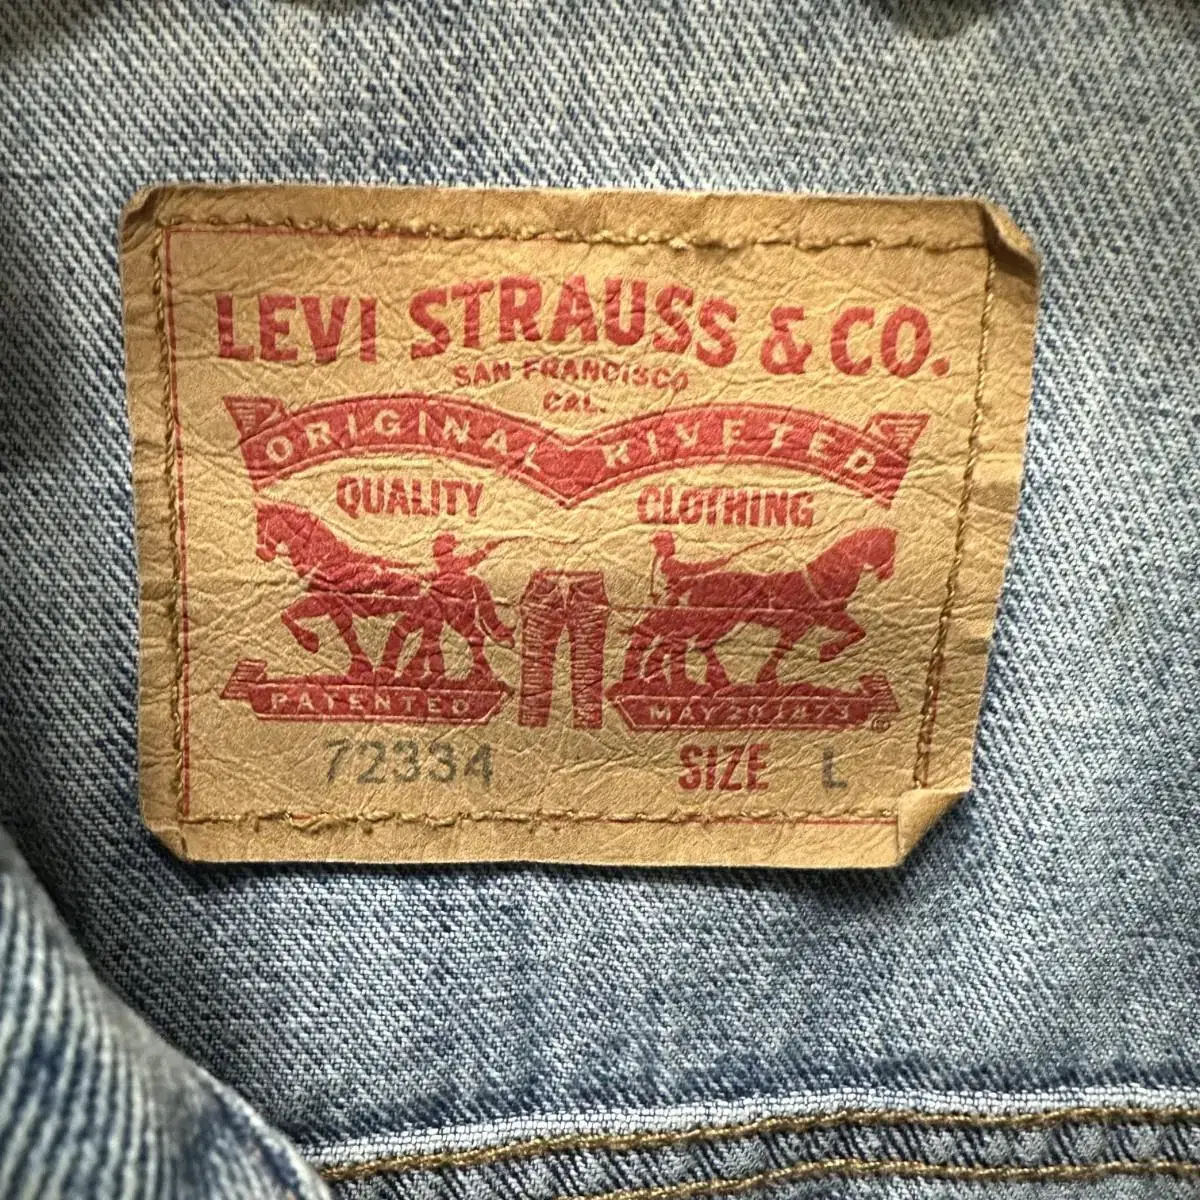 LEVI STRAUSS & CO.
SAN FRANCISCO
CAL.
ORIGINAL RIVETED
QUALITY CLOTHING
PATENTED MAY 20 1873
©
72334 SIZE L